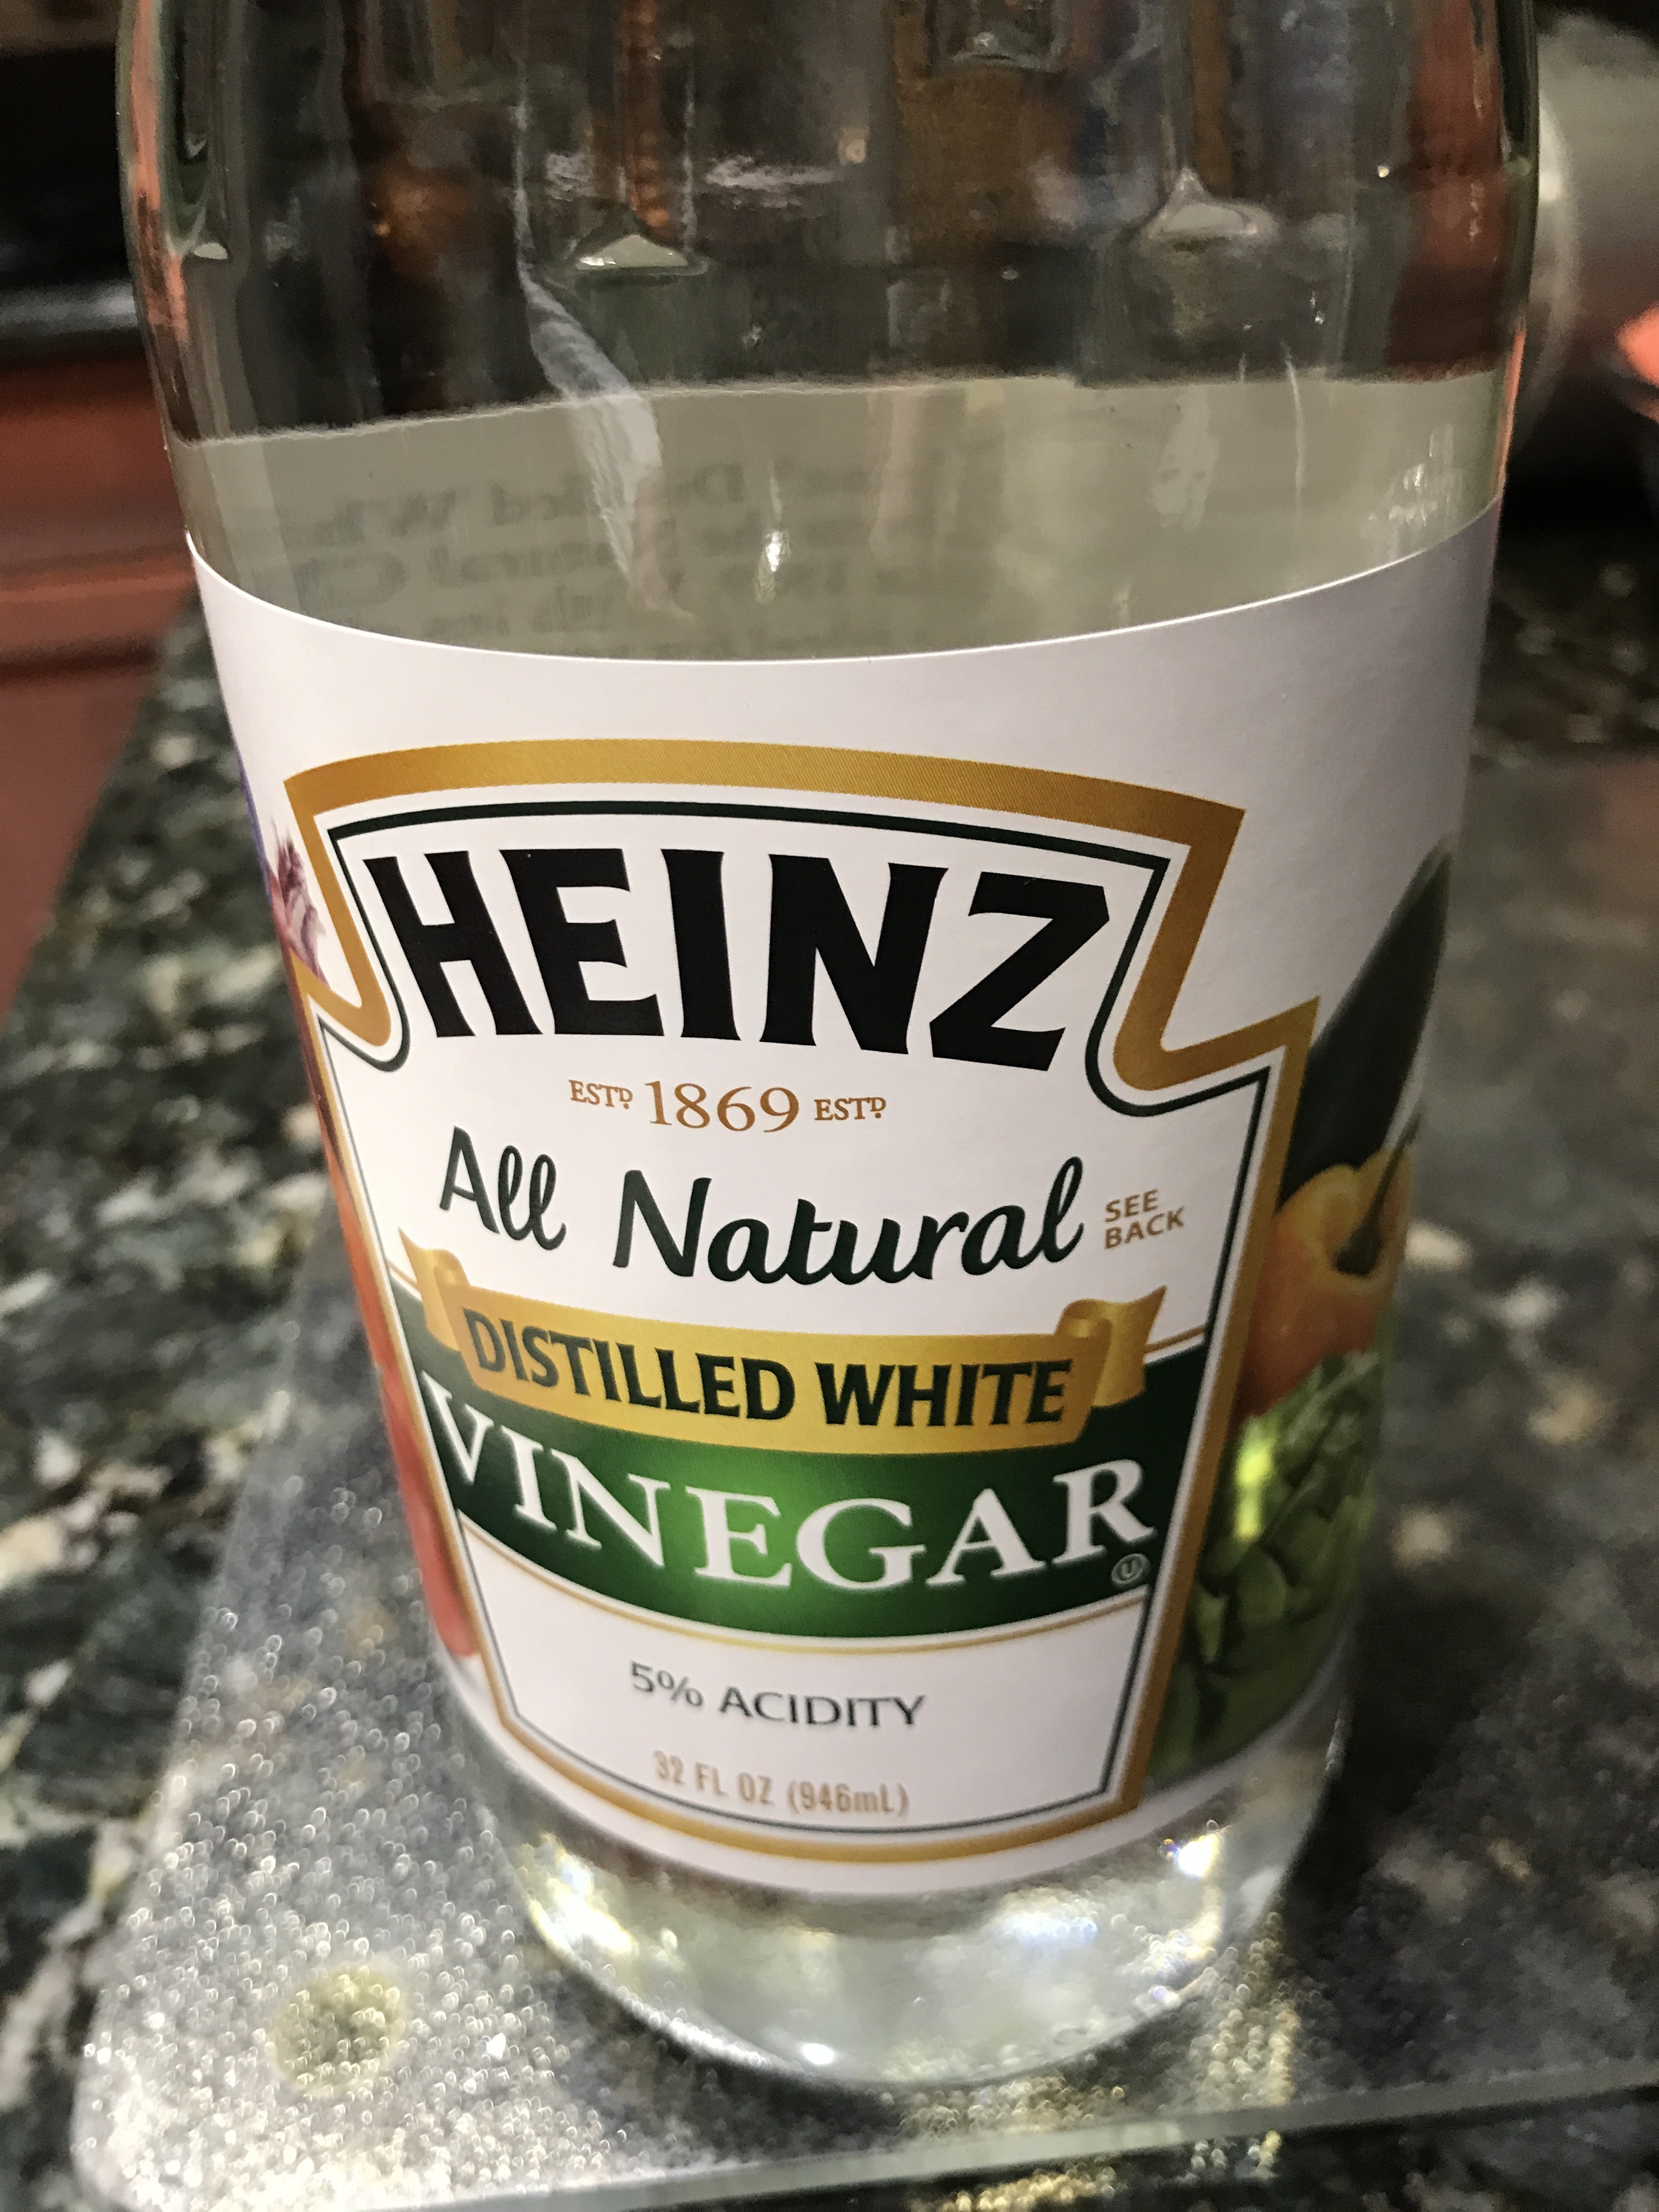 HEINZ
ESTD 1869 ESTD
All Natural SEE
BACK
DISTILLED WHITE
VINEGAR
U
5% ACIDITY
32 FL OZ (946mL)